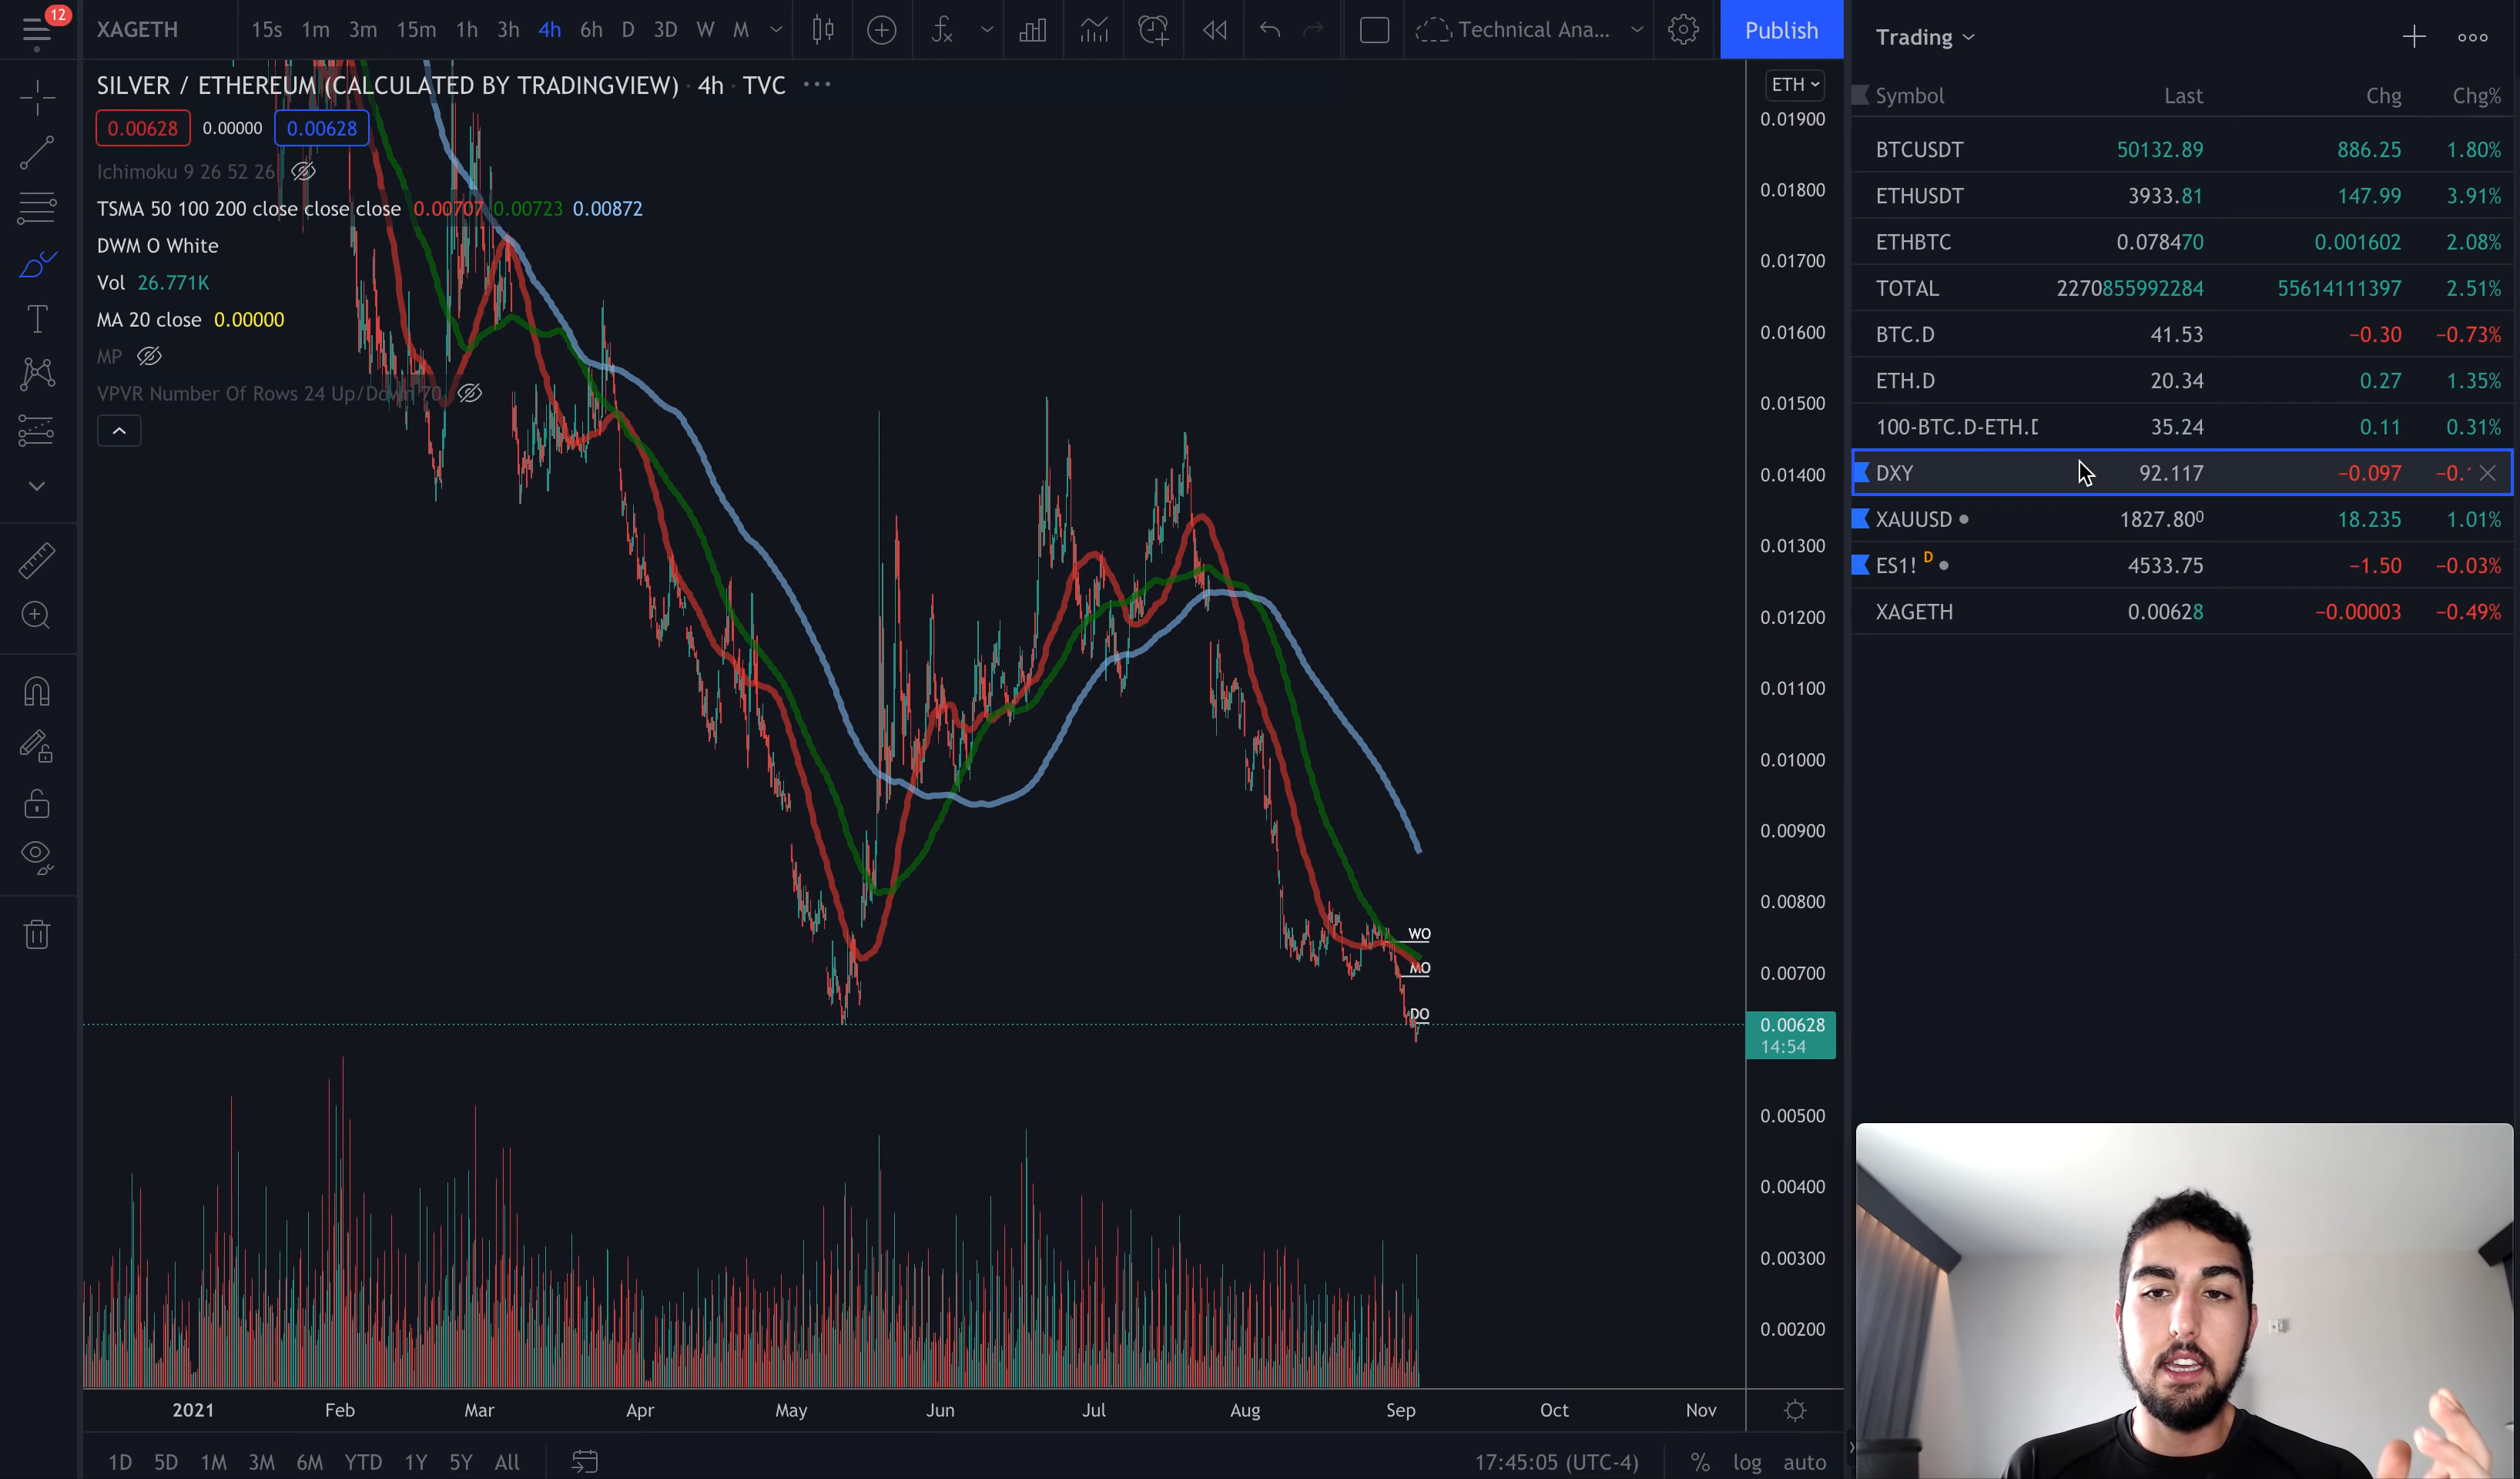 12
XAGETH 15s 1m 3m 15m 1h 3h 4h 6h D 3D W M Technical Ana... Publish
SILVER / ETHEREUM (CALCULATED BY TRADINGVIEW) · 4h · TVC
0.00628 0.00000 0.00628
Ichimoku 9 26 52 26
TSMA 50 100 200 close close close 0.00707 0.00723 0.00872
DWM O White
Vol 26.771K
MA 20 close 0.00000
MP
VPVR Number Of Rows 24 Up/Down 70
WO
MO
DO
ETH
0.01900
0.01800
0.01700
0.01600
0.01500
0.01400
0.01300
0.01200
0.01100
0.01000
0.00900
0.00800
0.00700
0.00628
14:54
0.00500
0.00400
0.00300
0.00200
2021 Feb Mar Apr May Jun Jul Aug Sep Oct Nov
1D 5D 1M 3M 6M YTD 1Y 5Y All 17:45:05 (UTC-4) % log auto
Trading
Symbol Last Chg Chg%
BTCUSDT 50132.89 886.25 1.80%
ETHUSDT 3933.81 147.99 3.91%
ETHBTC 0.078470 0.001602 2.08%
TOTAL 2270855992284 55614111397 2.51%
BTC.D 41.53 −0.30 −0.73%
ETH.D 20.34 0.27 1.35%
100-BTC.D-ETH.D 35.24 0.11 0.31%
DXY 92.117 −0.097 −0.
XAUUSD 1827.800 18.235 1.01%
ES1! D 4533.75 −1.50 −0.03%
XAGETH 0.00628 −0.00003 −0.49%